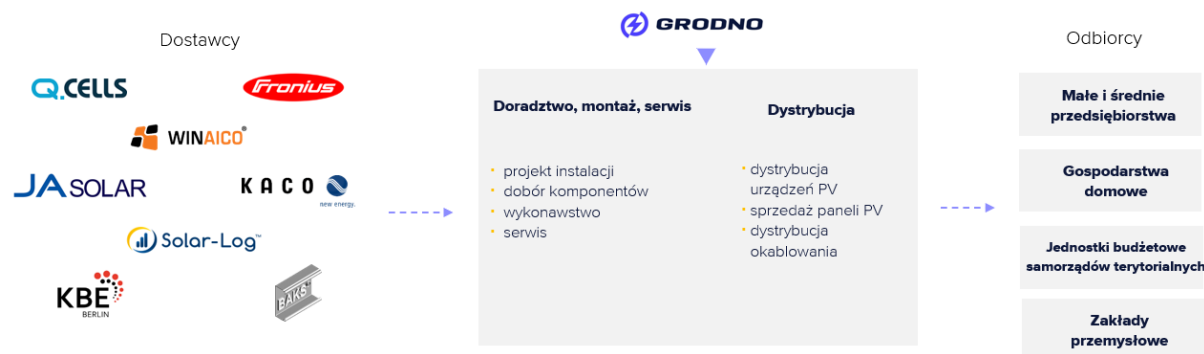 GRODNO
Dostawcy
Q.CELLS
Fronius
WINAICO®
JA SOLAR
KACO
new energy.
Solar-Log™
KBE
BERLIN
BAKS®
Doradztwo, montaż, serwis
• projekt instalacji
• dobór komponentów
• wykonawstwo
• serwis
Dystrybucja
• dystrybucja
urządzeń PV
• sprzedaż paneli PV
• dystrybucja
okablowania
Odbiorcy
Małe i średnie
przedsiębiorstwa
Gospodarstwa
domowe
Jednostki budżetowe
samorządów terytorialnych
Zakłady
przemysłowe